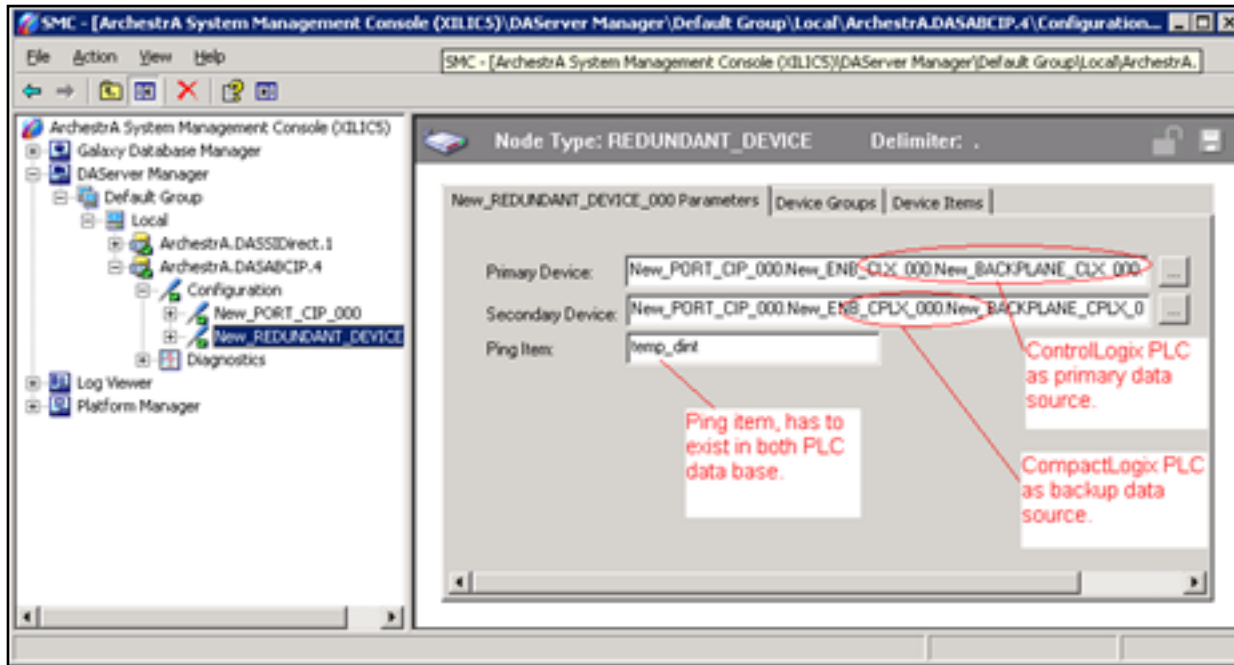 SMC - [ArchestrA System Management Console (XILIC5)\DAServer Manager\Default Group\Local\ArchestrA.DASABCIP.4\Configuration...
File Action View Help
SMC - [ArchestrA System Management Console (XILIC5)\DAServer Manager\Default Group\Local\ArchestrA.]
ArchestrA System Management Console (XILIC5)
Galaxy Database Manager
DAServer Manager
Default Group
Local
ArchestrA.DASSIDirect.1
ArchestrA.DASABCIP.4
Configuration
New_PORT_CIP_000
New_REDUNDANT_DEVICE
Diagnostics
Log Viewer
Platform Manager
Node Type: REDUNDANT_DEVICE Delimiter: .
New_REDUNDANT_DEVICE_000 Parameters Device Groups Device Items
Primary Device: New_PORT_CIP_000.New_ENB_CLX_000.New_BACKPLANE_CLX_000. ...
Secondary Device: New_PORT_CIP_000.New_ENB_CPLX_000.New_BACKPLANE_CPLX_0 ...
Ping Item: temp_dint
ControlLogix PLC
as primary data
source.
Ping item, has to
exist in both PLC
data base.
CompactLogix PLC
as backup data
source.